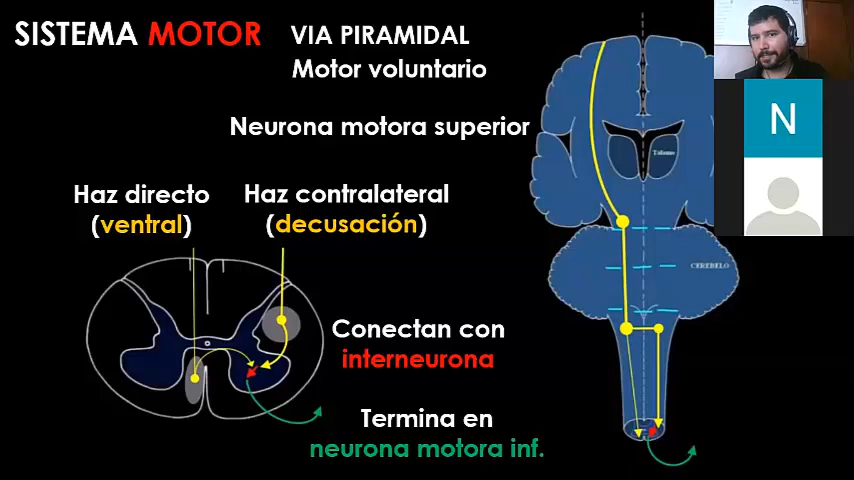 SISTEMA MOTOR
VIA PIRAMIDAL
Motor voluntario
Neurona motora superior
Haz directo
(ventral)
Haz contralateral
(decusación)
Conectan con
interneurona
Termina en
neurona motora inf.
Tálamo
CEREBELO
N